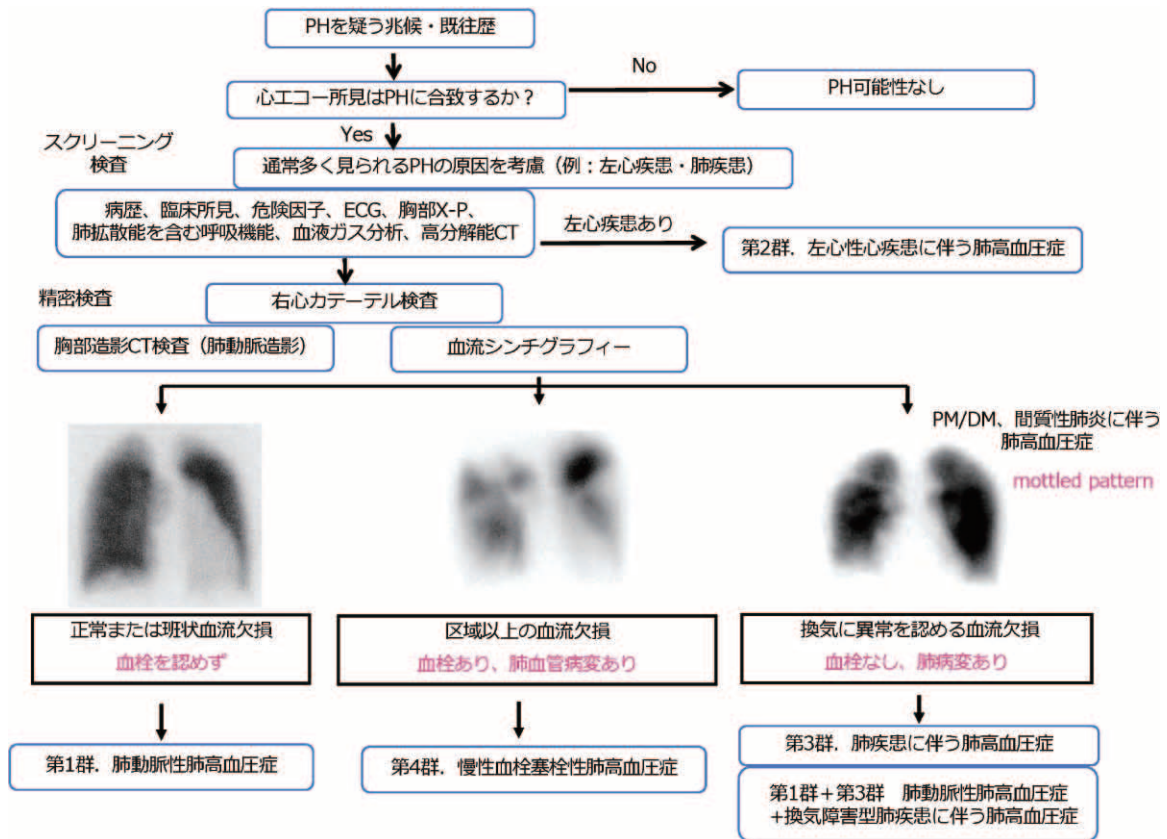 PHを疑う兆候・既往歴
心エコー所見はPHに合致するか？
No
PH可能性なし
Yes
スクリーニング
検査
通常多く見られるPHの原因を考慮（例：左心疾患・肺疾患）
病歴、臨床所見、危険因子、ECG、胸部X-P、
肺拡散能を含む呼吸機能、血液ガス分析、高分解能CT
左心疾患あり
第2群．左心性心疾患に伴う肺高血圧症
精密検査
右心カテーテル検査
胸部造影CT検査（肺動脈造影）
血流シンチグラフィー
PM/DM、間質性肺炎に伴う
肺高血圧症
mottled pattern
正常または斑状血流欠損
血栓を認めず
区域以上の血流欠損
血栓あり、肺血管病変あり
換気に異常を認める血流欠損
血栓なし、肺病変あり
第1群．肺動脈性肺高血圧症
第4群．慢性血栓塞栓性肺高血圧症
第3群．肺疾患に伴う肺高血圧症
第1群＋第3群　肺動脈性肺高血圧症
+換気障害型肺疾患に伴う肺高血圧症